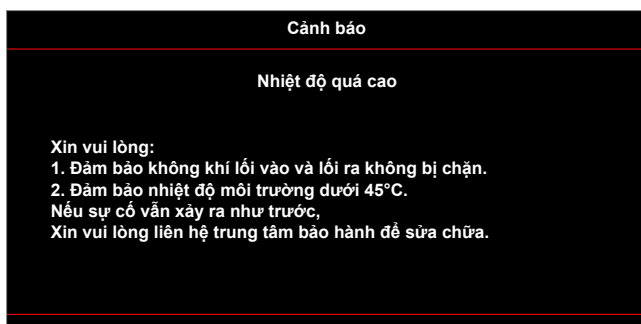 Cảnh báo
Nhiệt độ quá cao
Xin vui lòng:
1. Đảm bảo không khí lối vào và lối ra không bị chặn.
2. Đảm bảo nhiệt độ môi trường dưới 45°C.
Nếu sự cố vẫn xảy ra như trước,
Xin vui lòng liên hệ trung tâm bảo hành để sửa chữa.